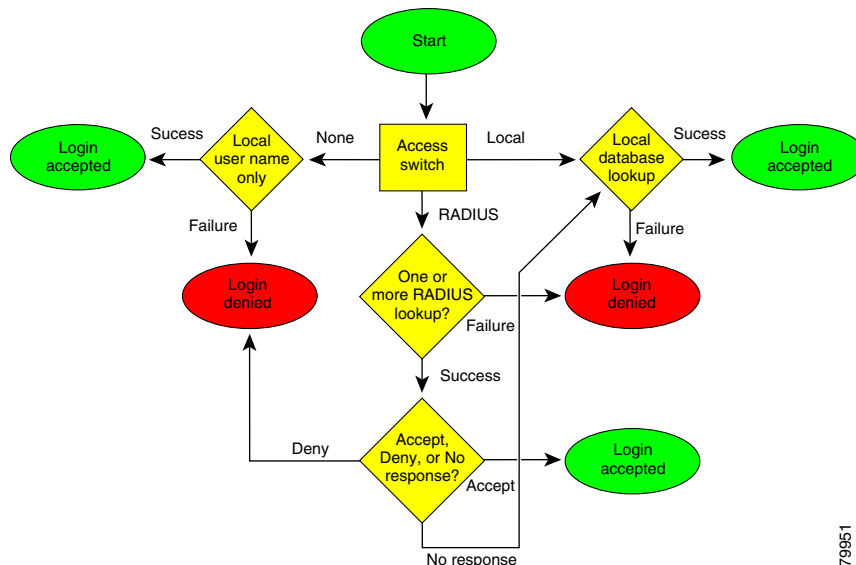 Start
Sucess
Local
user name
only
None
Access
switch
Local
Local
database
lookup
Sucess
Login
accepted
Login
accepted
Failure
RADIUS
Failure
Login
denied
One or
more RADIUS
lookup?
Failure
Login
denied
Success
Deny
Accept,
Deny, or No
response?
Accept
Login
accepted
No response
79951